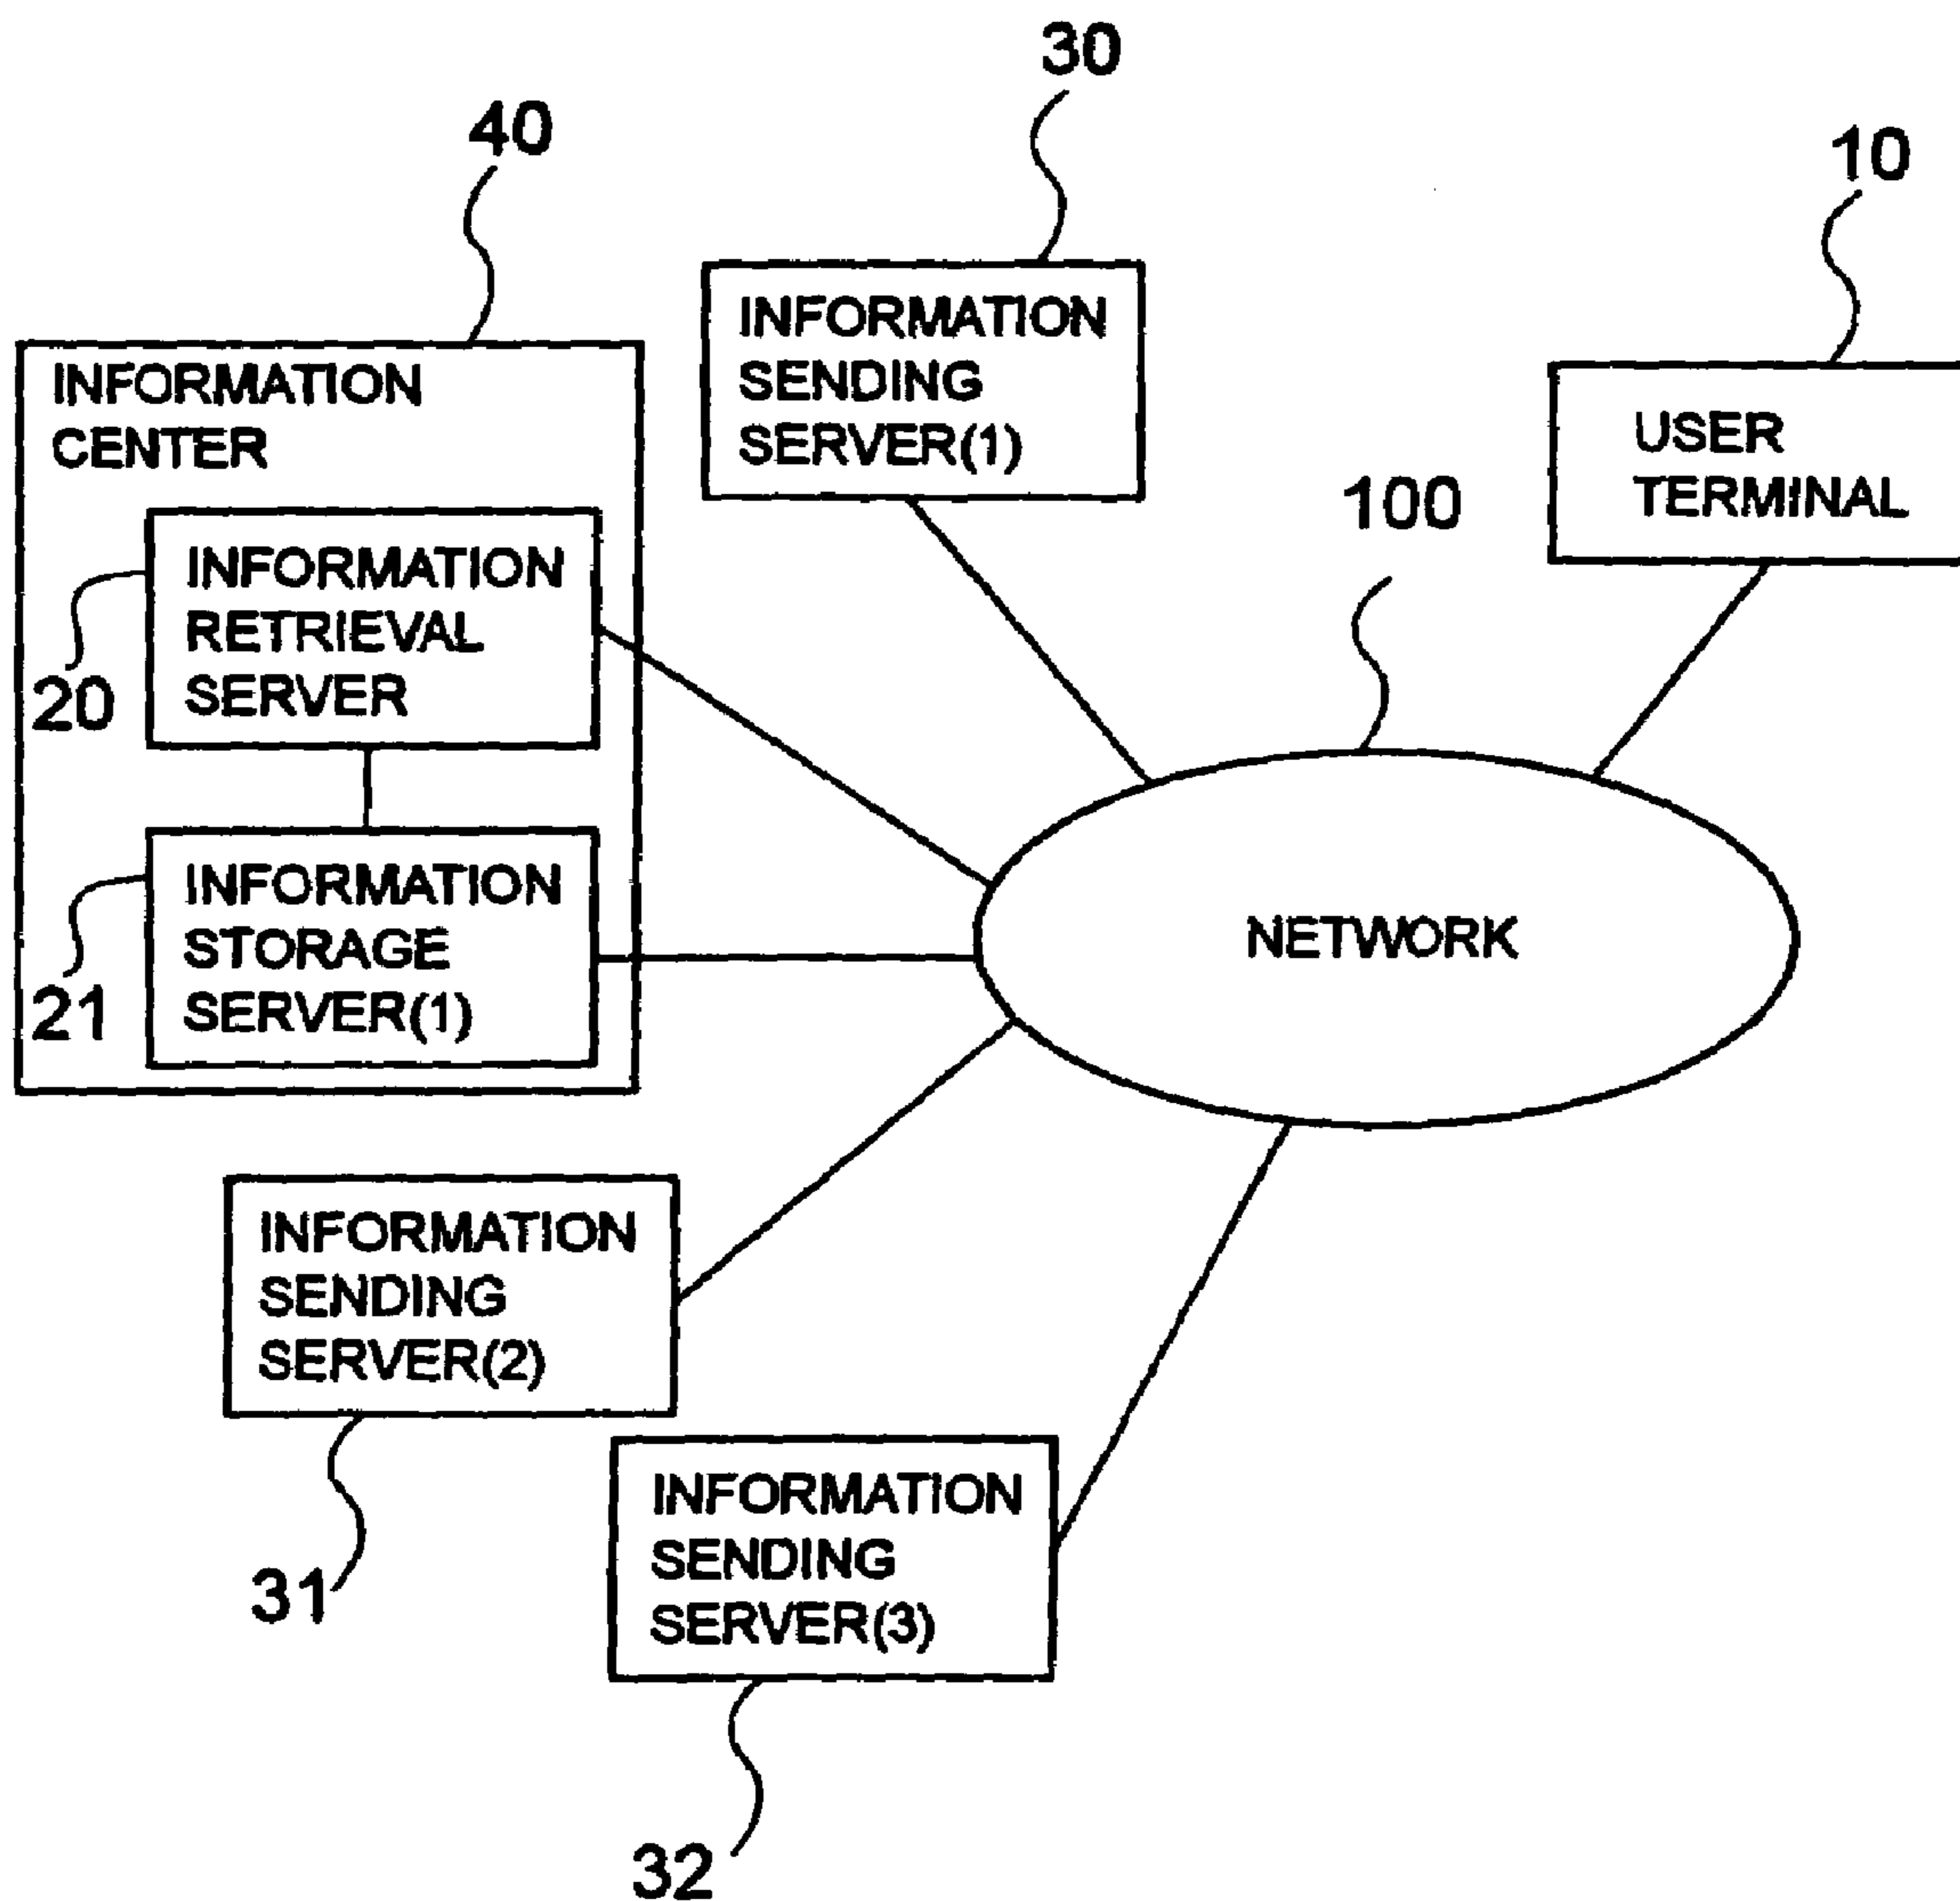 30
40
10
INFORMATION
SENDING
SERVER(1)
INFORMATION
CENTER
USER
TERMINAL
100
INFORMATION
RETRIEVAL
SERVER
20
INFORMATION
STORAGE
SERVER(1)
21
NETWORK
INFORMATION
SENDING
SERVER(2)
31
INFORMATION
SENDING
SERVER(3)
32